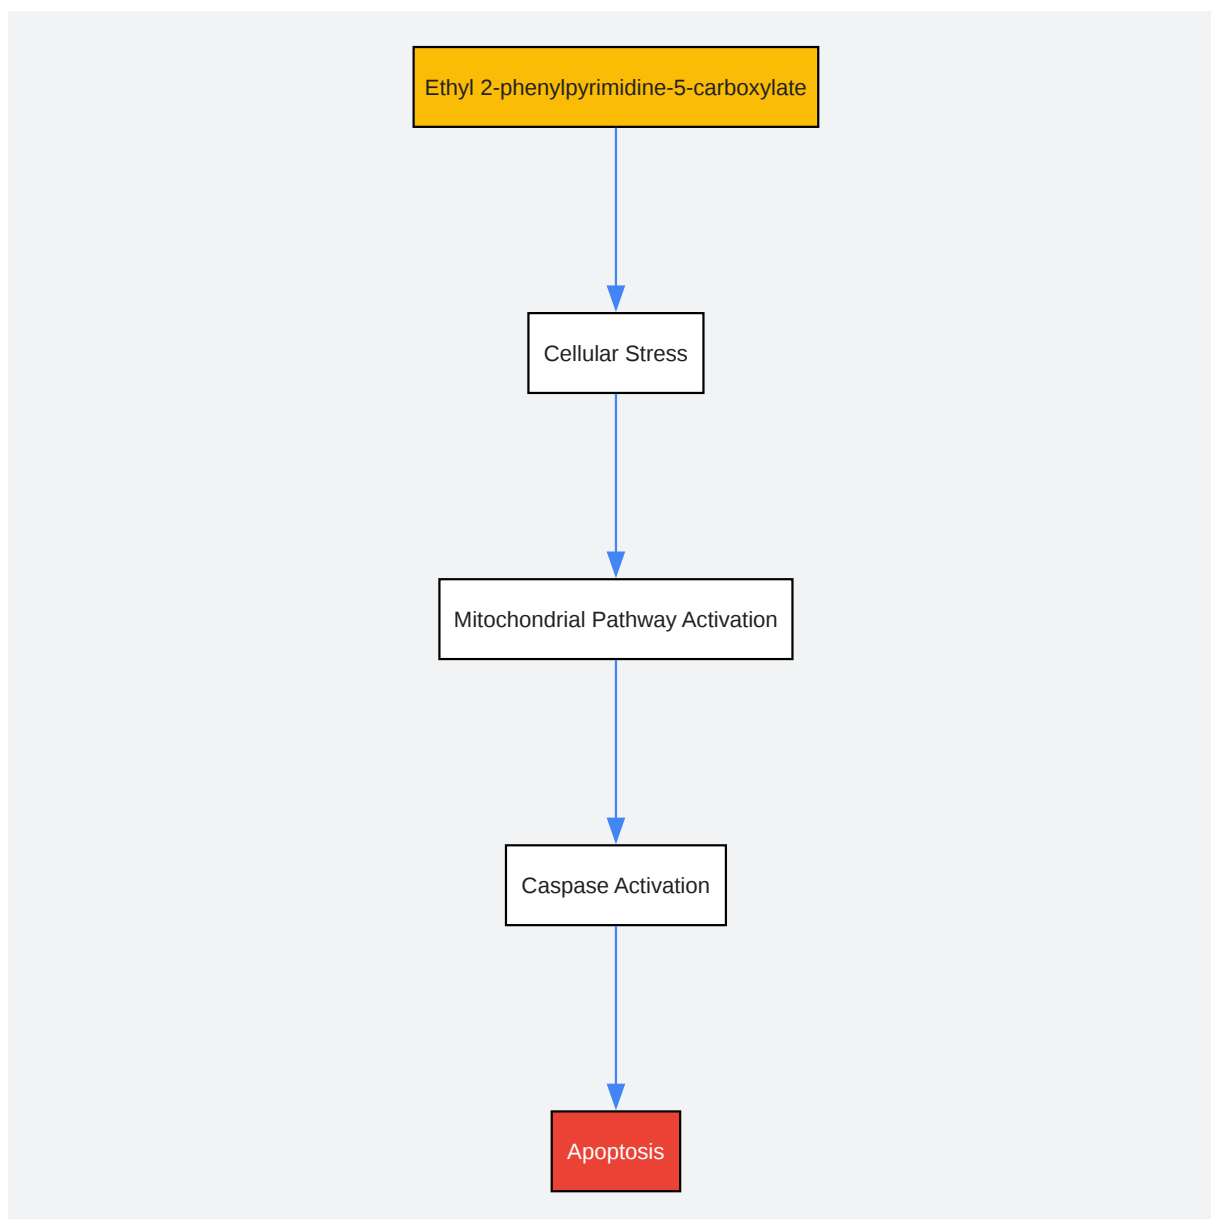 Ethyl 2-phenylpyrimidine-5-carboxylate
Cellular Stress
Mitochondrial Pathway Activation
Caspase Activation
Apoptosis